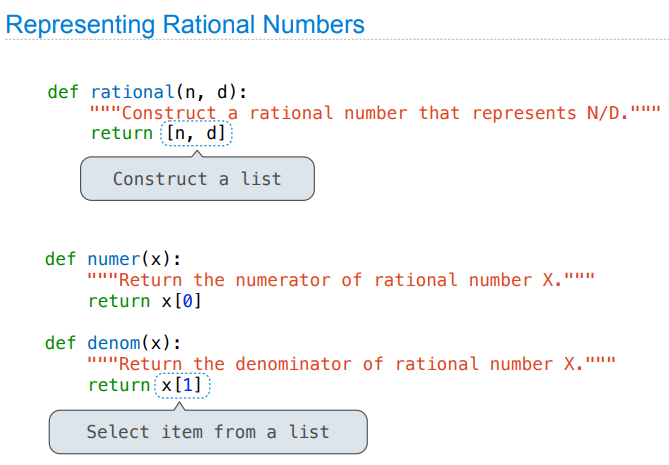 Representing Rational Numbers
def rational(n, d):
"""Construct a rational number that represents N/D."""
return [n, d]
Construct a list
def numer(x):
"""Return the numerator of rational number X."""
return x[0]
def denom(x):
"""Return the denominator of rational number X."""
return x[1]
Select item from a list